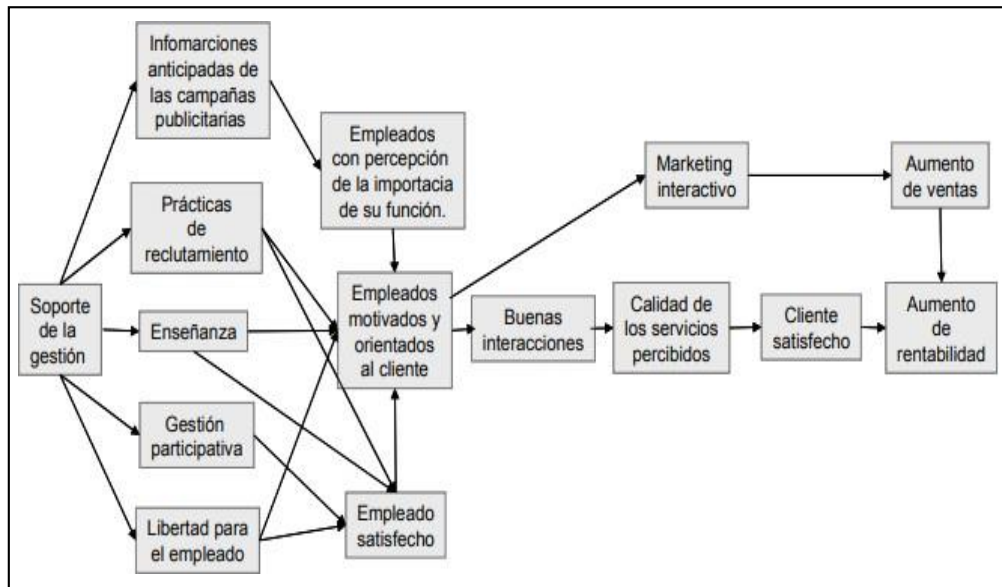 Infomarciones
anticipadas de
las campañas
publicitarias
Empleados
con percepción
de la importacia
de su función.
Marketing
interactivo
Aumento
de ventas
Prácticas
de
reclutamiento
Soporte
de la
gestión
Enseñanza
Empleados
motivados y
orientados
al cliente
Buenas
interacciones
Calidad de
los servicios
percibidos
Cliente
satisfecho
Aumento
de
rentabilidad
Gestión
participativa
Libertad para
el empleado
Empleado
satisfecho